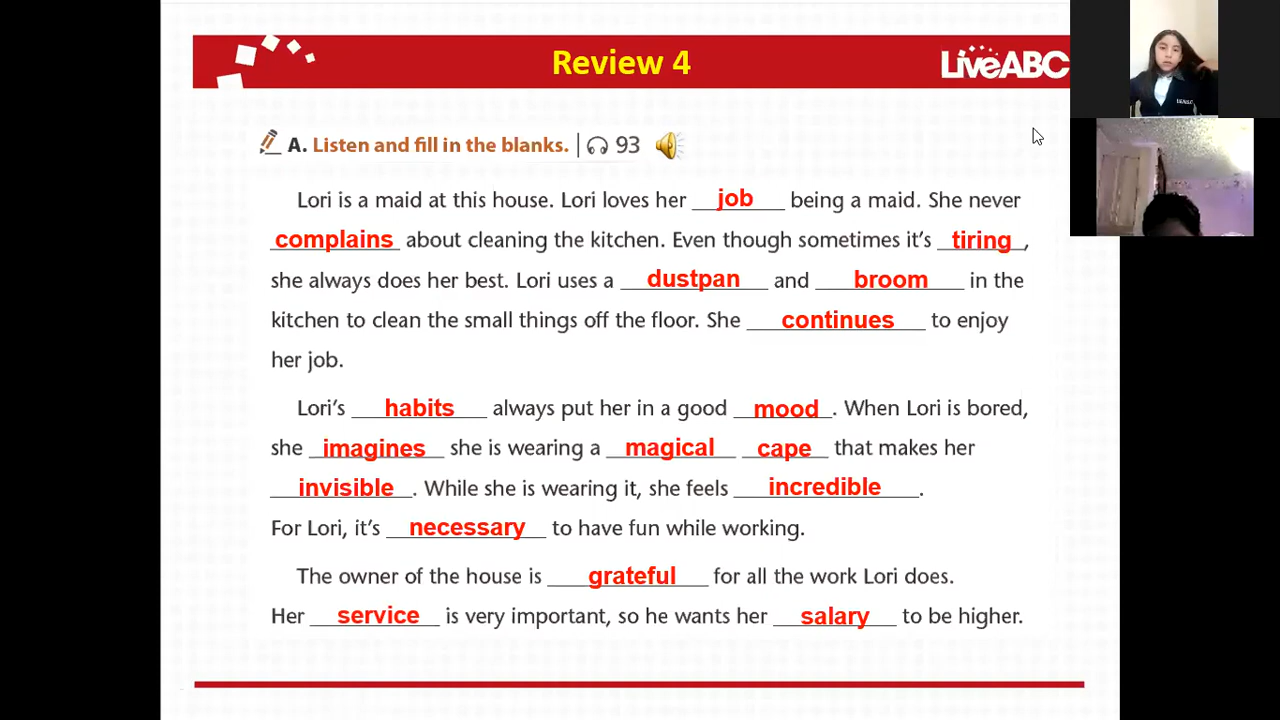 Review 4
LiveABC
A. Listen and fill in the blanks. | 93
Lori is a maid at this house. Lori loves her job being a maid. She never
complains about cleaning the kitchen. Even though sometimes it's tiring,
she always does her best. Lori uses a dustpan and broom in the
kitchen to clean the small things off the floor. She continues to enjoy
her job.
Lori's habits always put her in a good mood. When Lori is bored,
she imagines she is wearing a magical cape that makes her
invisible. While she is wearing it, she feels incredible.
For Lori, it's necessary to have fun while working.
The owner of the house is grateful for all the work Lori does.
Her service is very important, so he wants her salary to be higher.